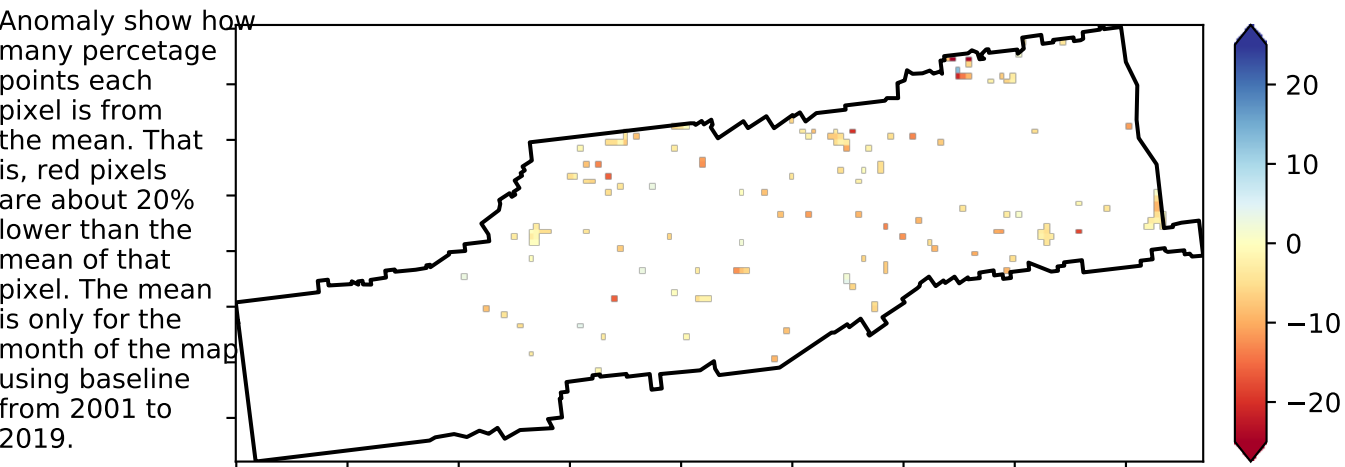 Anomaly show how
many percetage
points each
pixel is from
the mean. That
is, red pixels
are about 20%
lower than the
mean of that
pixel. The mean
is only for the
month of the map
using baseline
from 2001 to
2019.
20
10
0
−10
−20